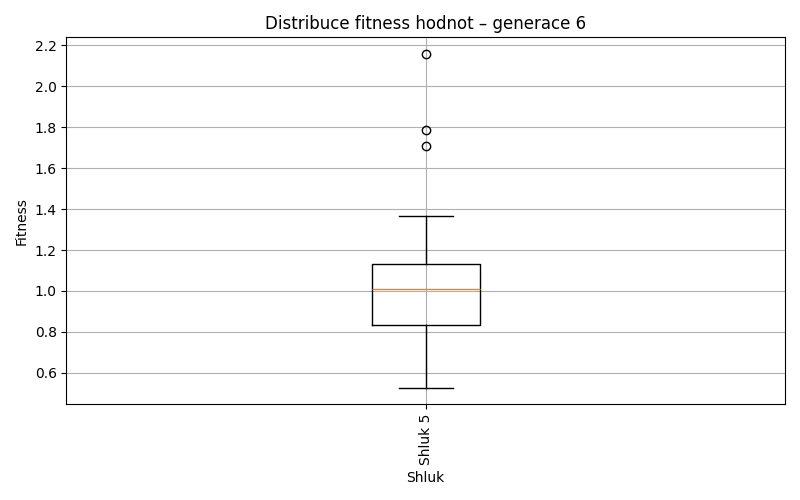 Distribuce fitness hodnot – generace 6
2.2
2.0
1.8
1.6
1.4
1.2
1.0
0.8
0.6
Fitness
Shluk 5
Shluk